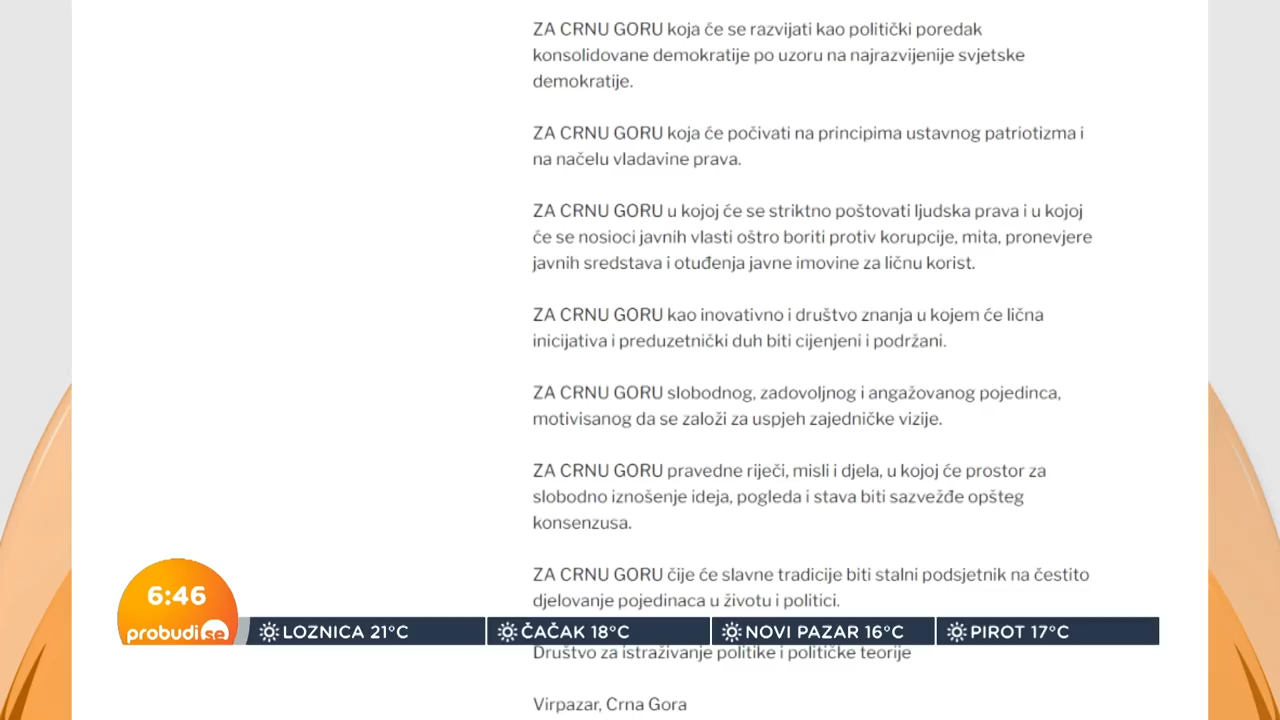 ZA CRNU GORU koja će se razvijati kao politički poredak
konsolidovane demokratije po uzoru na najrazvijenije svjetske
demokratije.
ZA CRNU GORU koja će počivati na principima ustavnog patriotizma i
na načelu vladavine prava.
ZA CRNU GORU u kojoj će se striktno poštovati ljudska prava i u kojoj
će se nosioci javnih vlasti oštro boriti protiv korupcije, mita, pronevjere
javnih sredstava i otuđenja javne imovine za ličnu korist.
ZA CRNU GORU kao inovativno i društvo znanja u kojem će lična
inicijativa i preduzetnički duh biti cijenjeni i podržani.
ZA CRNU GORU slobodnog, zadovoljnog i angažovanog pojedinca,
motivisanog da se založi za uspjeh zajedničke vizije.
ZA CRNU GORU pravedne riječi, misli i djela, u kojoj će prostor za
slobodno iznošenje ideja, pogleda i stava biti sazvežđe opšteg
konsenzusa.
ZA CRNU GORU čije će slavne tradicije biti stalni podsjetnik na čestito
djelovanje pojedinaca u životu i politici.
6:46
probudi se
LOZNICA 21°C
ČAČAK 18°C
NOVI PAZAR 16°C
PIROT 17°C
Društvo za istraživanje politike i političke teorije
Virpazar, Crna Gora